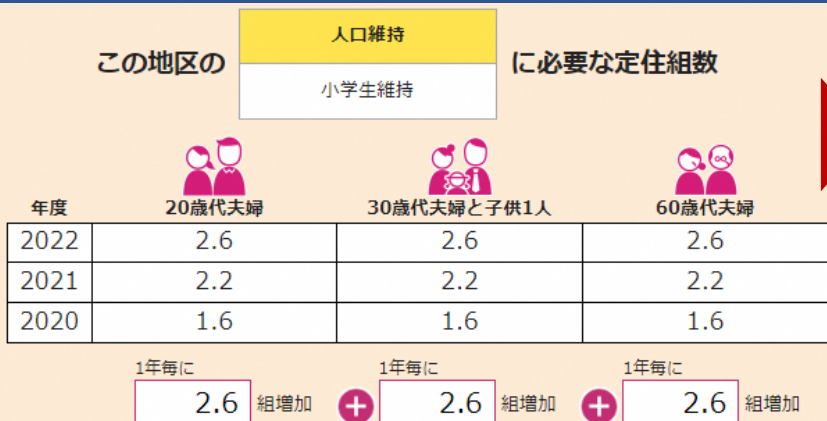 人口維持
この地区の
に必要な定住組数
小学生維持
年度 20歳代夫婦 30歳代夫婦と子供1人 60歳代夫婦
2022 2.6 2.6 2.6
2021 2.2 2.2 2.2
2020 1.6 1.6 1.6
1年毎に 1年毎に 1年毎に
2.6 組増加 + 2.6 組増加 + 2.6 組増加